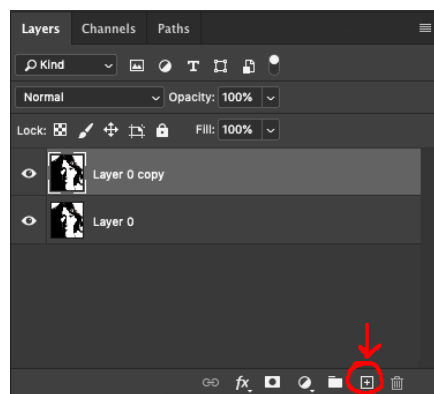 Layers Channels Paths
Kind T
Normal Opacity: 100%
Lock: Fill: 100%
Layer 0 copy
Layer 0
fx